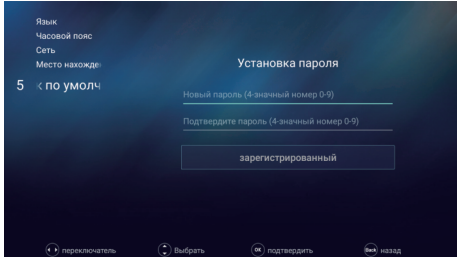 Язык
Часовой пояс
Сеть
Место нахожде
5 к по умолч
Установка пароля
Новый пароль (4-значный номер 0-9)
Подтвердите пароль (4-значный номер 0-9)
зарегистрированный
переключатель
Выбрать
OK подтвердить
Back назад